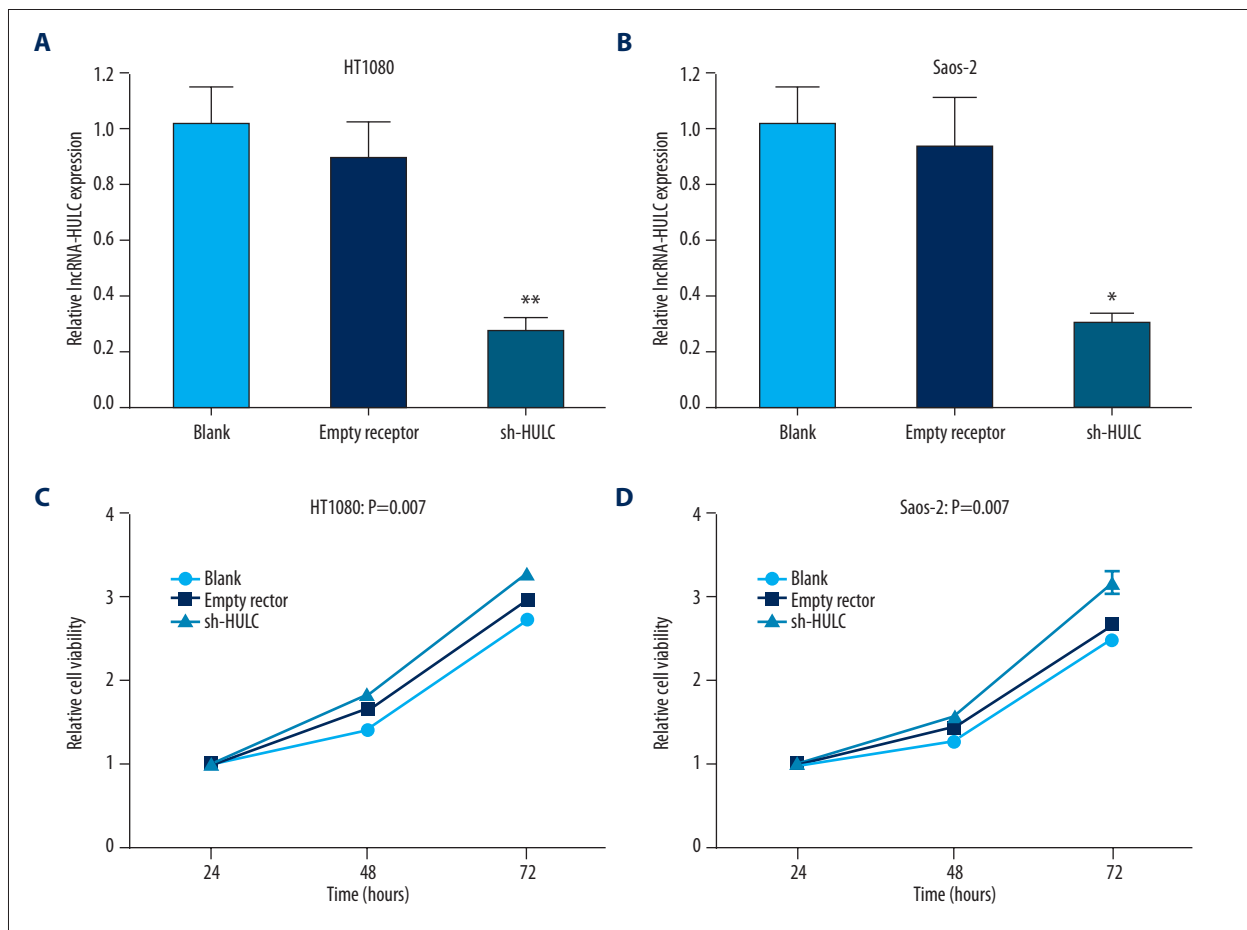 A
HT1080
Relative lncRNA-HULC expression
1.2
1.0
0.8
0.6
0.4
0.2
0.0
**
Blank
Empty receptor
sh-HULC
B
Saos-2
Relative lncRNA-HULC expression
1.2
1.0
0.8
0.6
0.4
0.2
0.0
*
Blank
Empty receptor
sh-HULC
C
HT1080: P=0.007
Relative cell viability
4
3
2
1
0
Blank
Empty rector
sh-HULC
24
48
72
Time (hours)
D
Saos-2: P=0.007
Relative cell viability
4
3
2
1
0
Blank
Empty rector
sh-HULC
24
48
72
Time (hours)